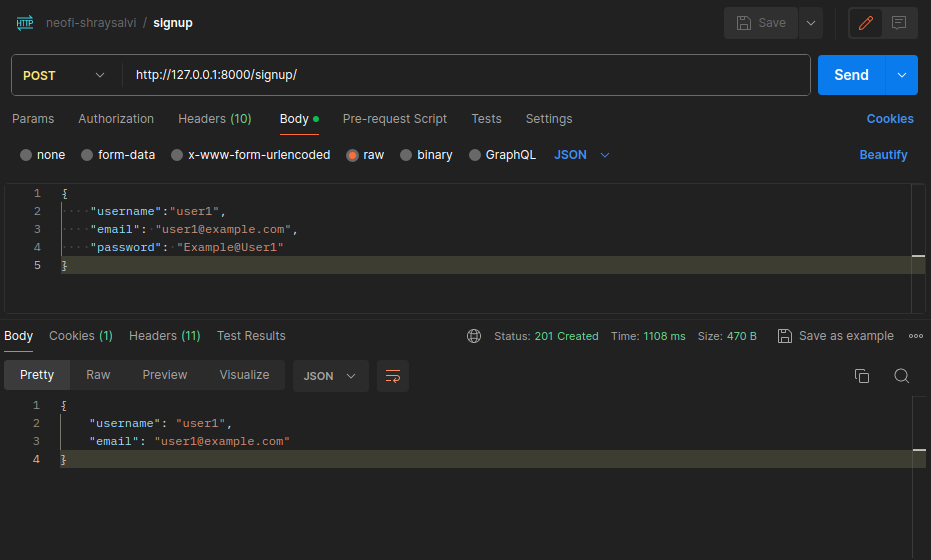 HTTP neofi-shraysalvi / signup Save
POST http://127.0.0.1:8000/signup/ Send
Params Authorization Headers (10) Body Pre-request Script Tests Settings Cookies
none form-data x-www-form-urlencoded raw binary GraphQL JSON Beautify
1 {
2 ····"username":"user1",
3 ····"email":·"user1@example.com",
4 ····"password":·"Example@User1"
5 }
Body Cookies (1) Headers (11) Test Results Status: 201 Created Time: 1108 ms Size: 470 B Save as example
Pretty Raw Preview Visualize JSON
1 {
2 "username": "user1",
3 "email": "user1@example.com"
4 }